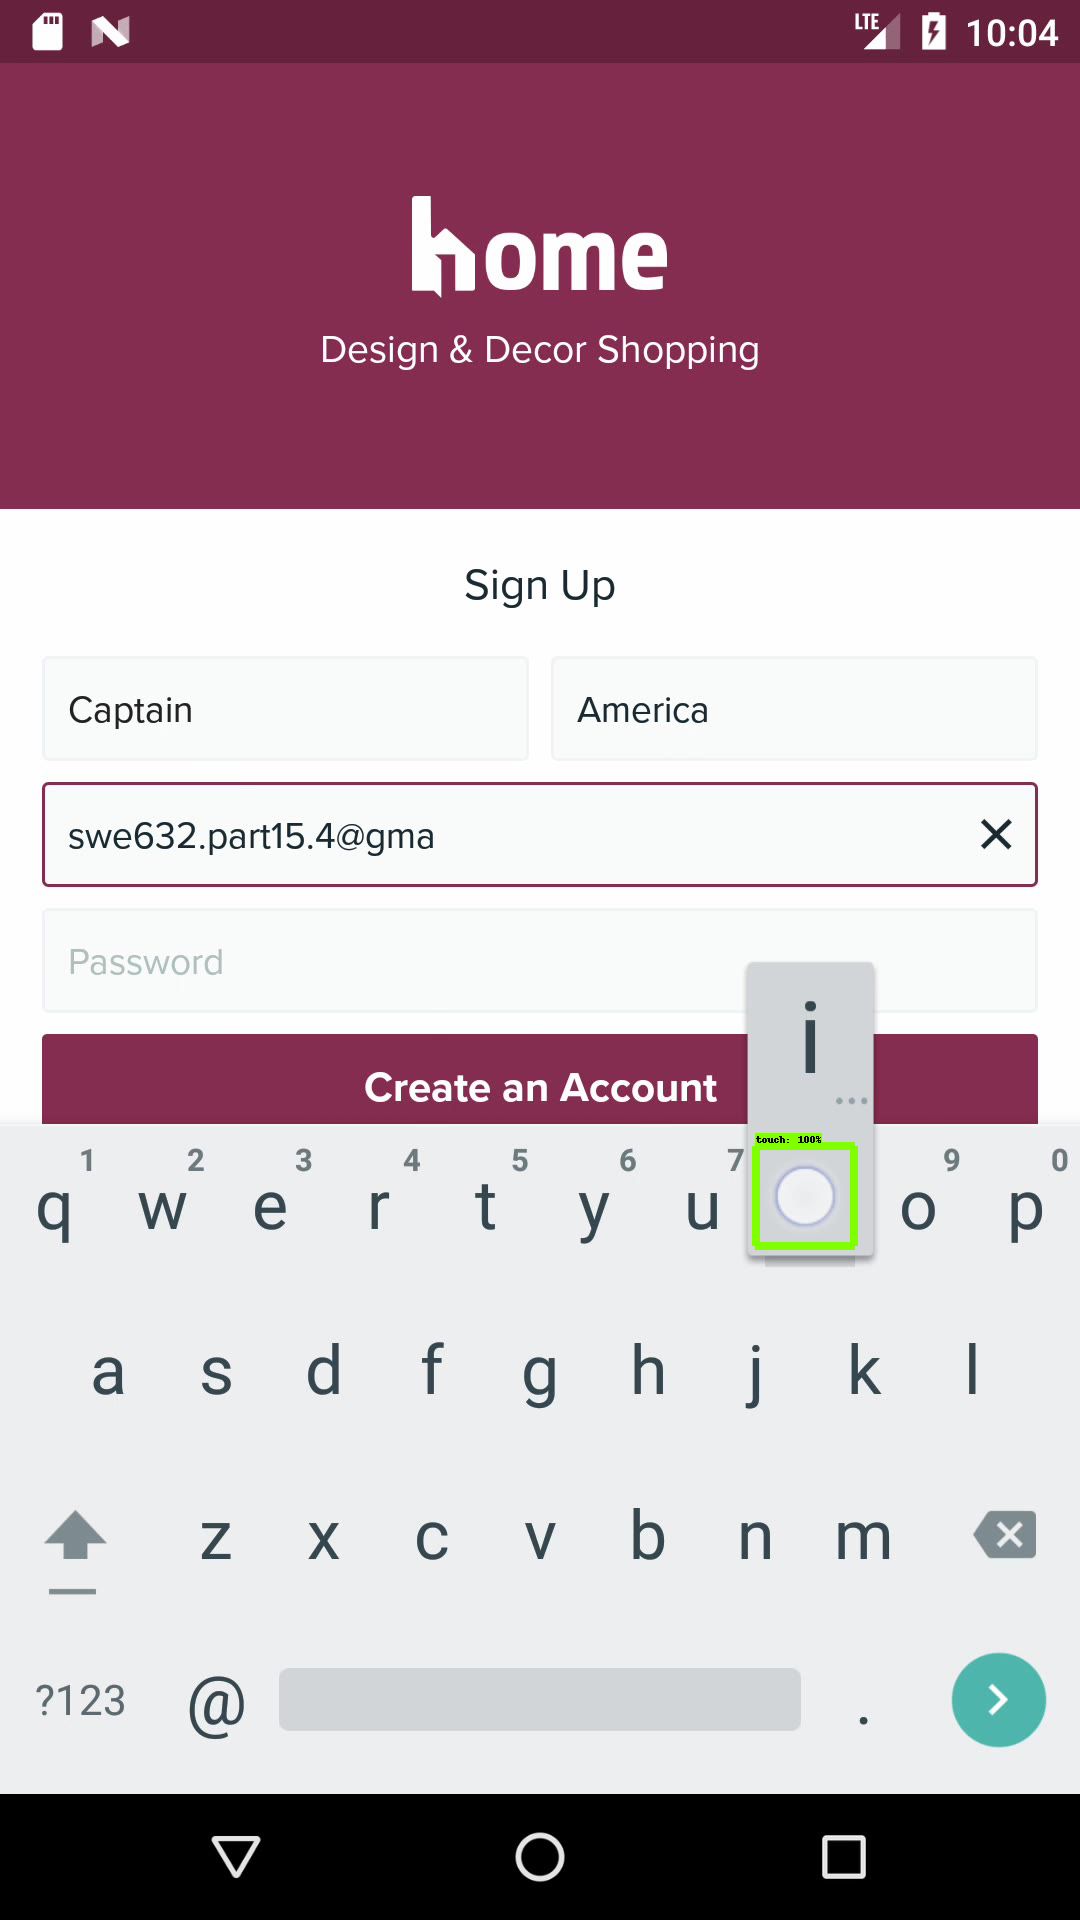 LTE 10:04
home
Design & Decor Shopping
Sign Up
Captain America
swe632.part15.4@gma
Password
i
Create an Account
touch: 100%
1 2 3 4 5 6 7 9 0
q w e r t y u o p
a s d f g h j k l
z x c v b n m
?123 @ .